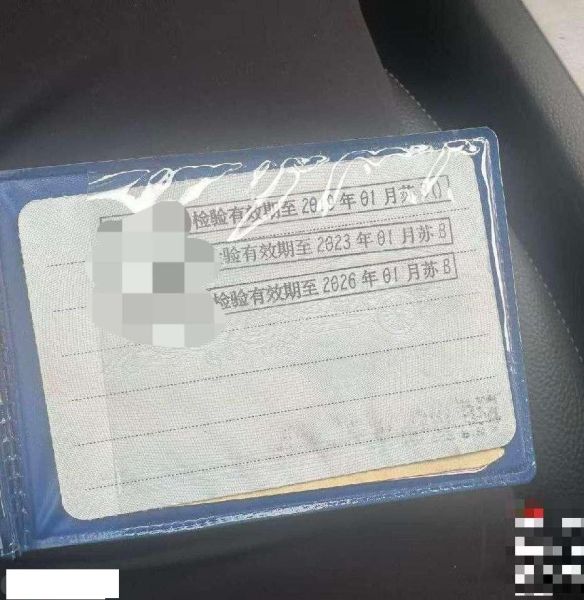 检验有效期至 2019 年 01 月苏
验有效期至 2023 年 01 月苏 B
检验有效期至 2026 年 01 月苏 B